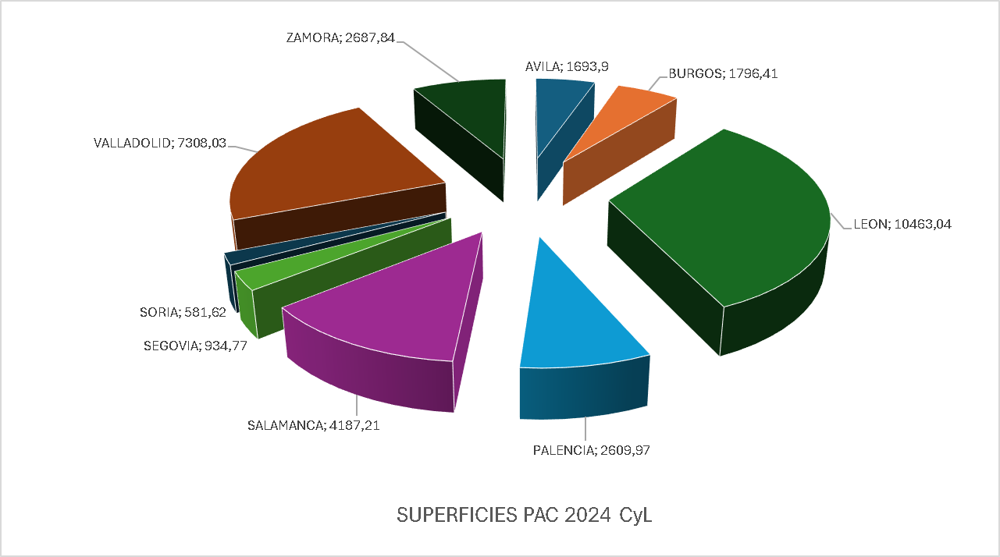 ZAMORA; 2687,84
AVILA; 1693,9
BURGOS; 1796,41
VALLADOLID; 7308,03
LEON; 10463,04
SORIA; 581,62
SEGOVIA; 934,77
SALAMANCA; 4187,21
PALENCIA; 2609,97
SUPERFICIES PAC 2024 CyL